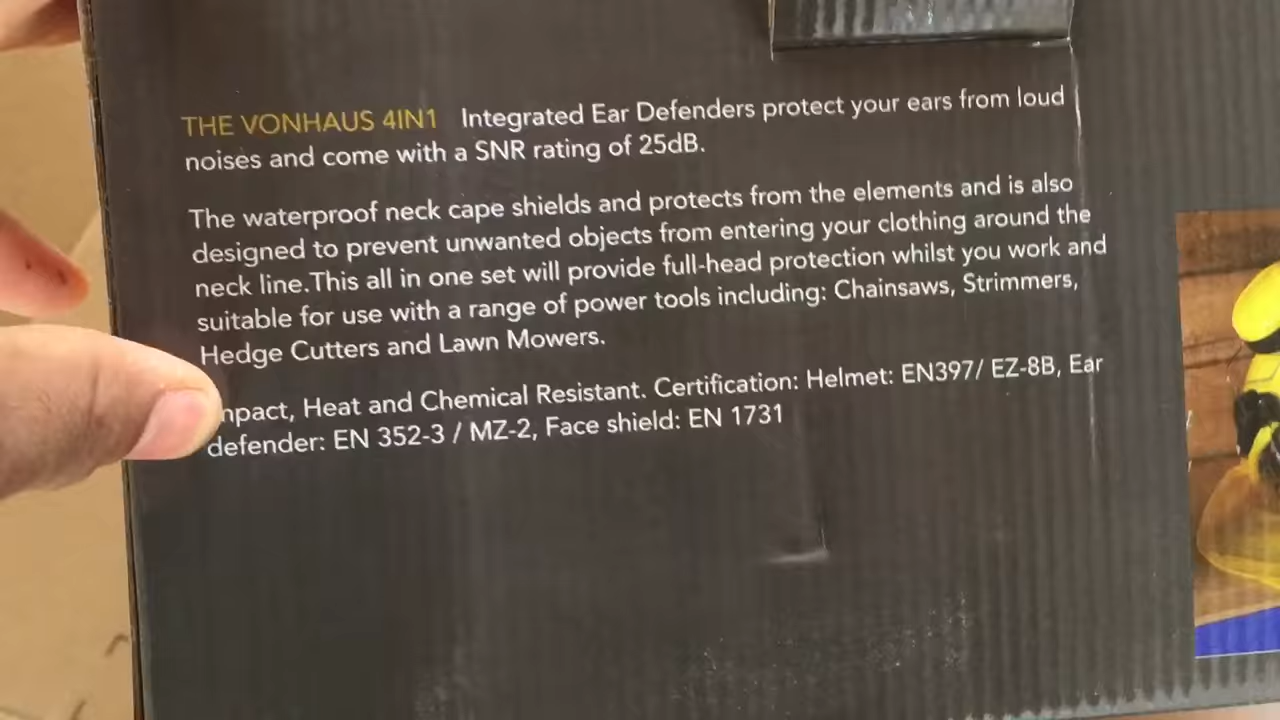 THE VONHAUS 4IN1 Integrated Ear Defenders protect your ears from loud
noises and come with a SNR rating of 25dB.
The waterproof neck cape shields and protects from the elements and is also
designed to prevent unwanted objects from entering your clothing around the
neck line.This all in one set will provide full-head protection whilst you work and
suitable for use with a range of power tools including: Chainsaws, Strimmers,
Hedge Cutters and Lawn Mowers.
mpact, Heat and Chemical Resistant. Certification: Helmet: EN397/ EZ-8B, Ear
defender: EN 352-3 / MZ-2, Face shield: EN 1731